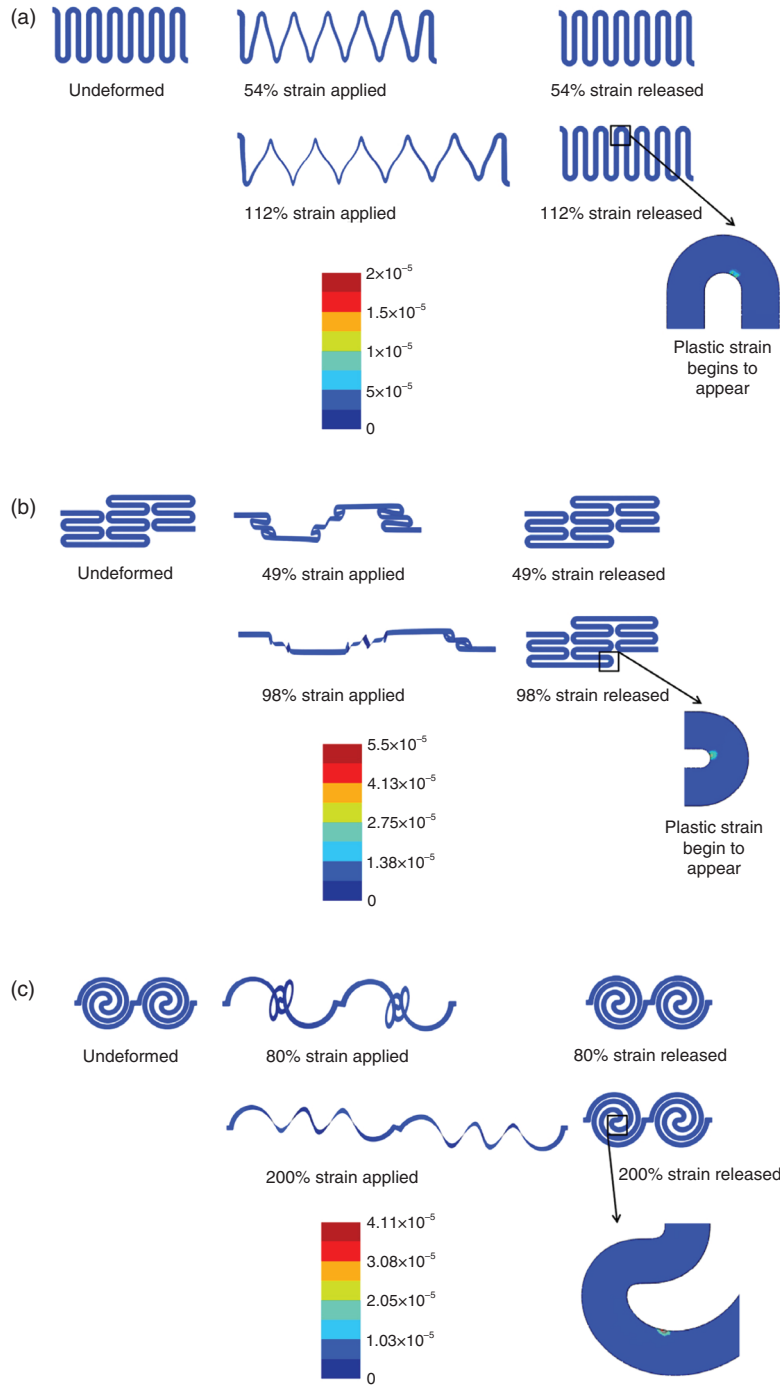 (a)
Undeformed
54% strain applied
54% strain released
112% strain applied
112% strain released
2×10⁻⁵
1.5×10⁻⁵
1×10⁻⁵
5×10⁻⁵
0
Plastic strain
begins to
appear
(b)
Undeformed
49% strain applied
49% strain released
98% strain applied
98% strain released
5.5×10⁻⁵
4.13×10⁻⁵
2.75×10⁻⁵
1.38×10⁻⁵
0
Plastic strain
begin to
appear
(c)
Undeformed
80% strain applied
80% strain released
200% strain applied
200% strain released
4.11×10⁻⁵
3.08×10⁻⁵
2.05×10⁻⁵
1.03×10⁻⁵
0